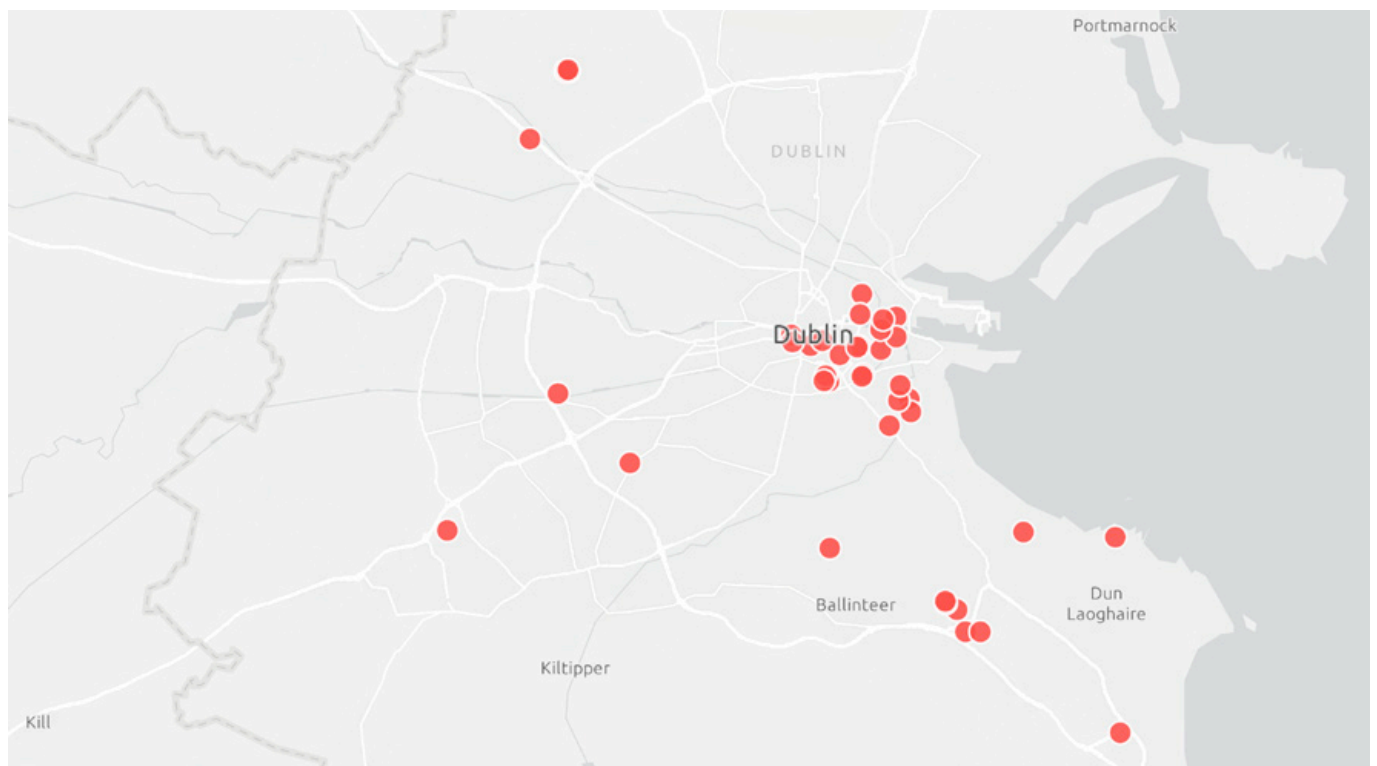 Portmarnock
DUBLIN
Dublin
Ballinteer
Dun
Laoghaire
Kiltipper
Kill